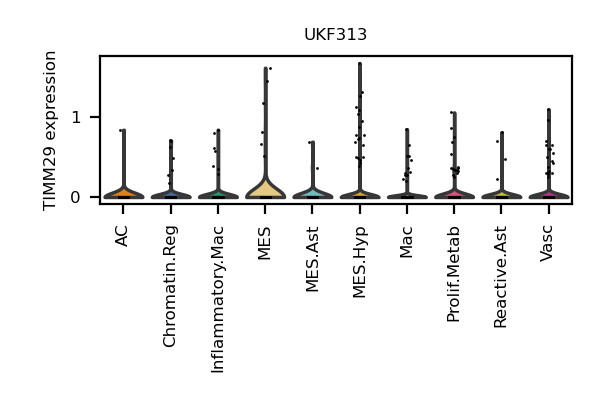 UKF313
TIMM29 expression
1
0
AC
Chromatin.Reg
Inflammatory.Mac
MES
MES.Ast
MES.Hyp
Mac
Prolif.Metab
Reactive.Ast
Vasc